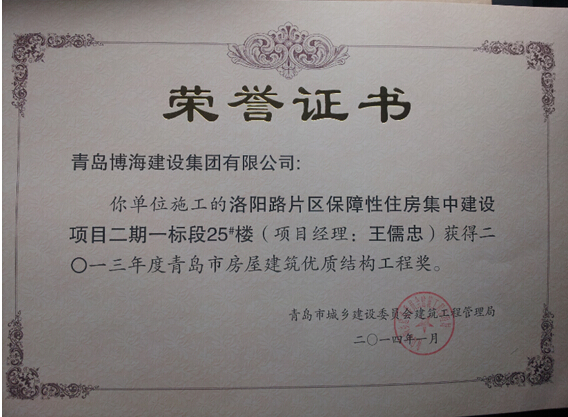 荣誉证书
青岛博海建设集团有限公司:
你单位施工的洛阳路片区保障性住房集中建设
项目二期一标段25#楼（项目经理：王儒忠）获得二
〇一三年度青岛市房屋建筑优质结构工程奖。
青岛市城乡建设委员会建筑工程管理局
二〇一四年一月